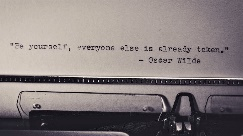 "Be yourself, everyone else is already taken."
- Oscar Wilde